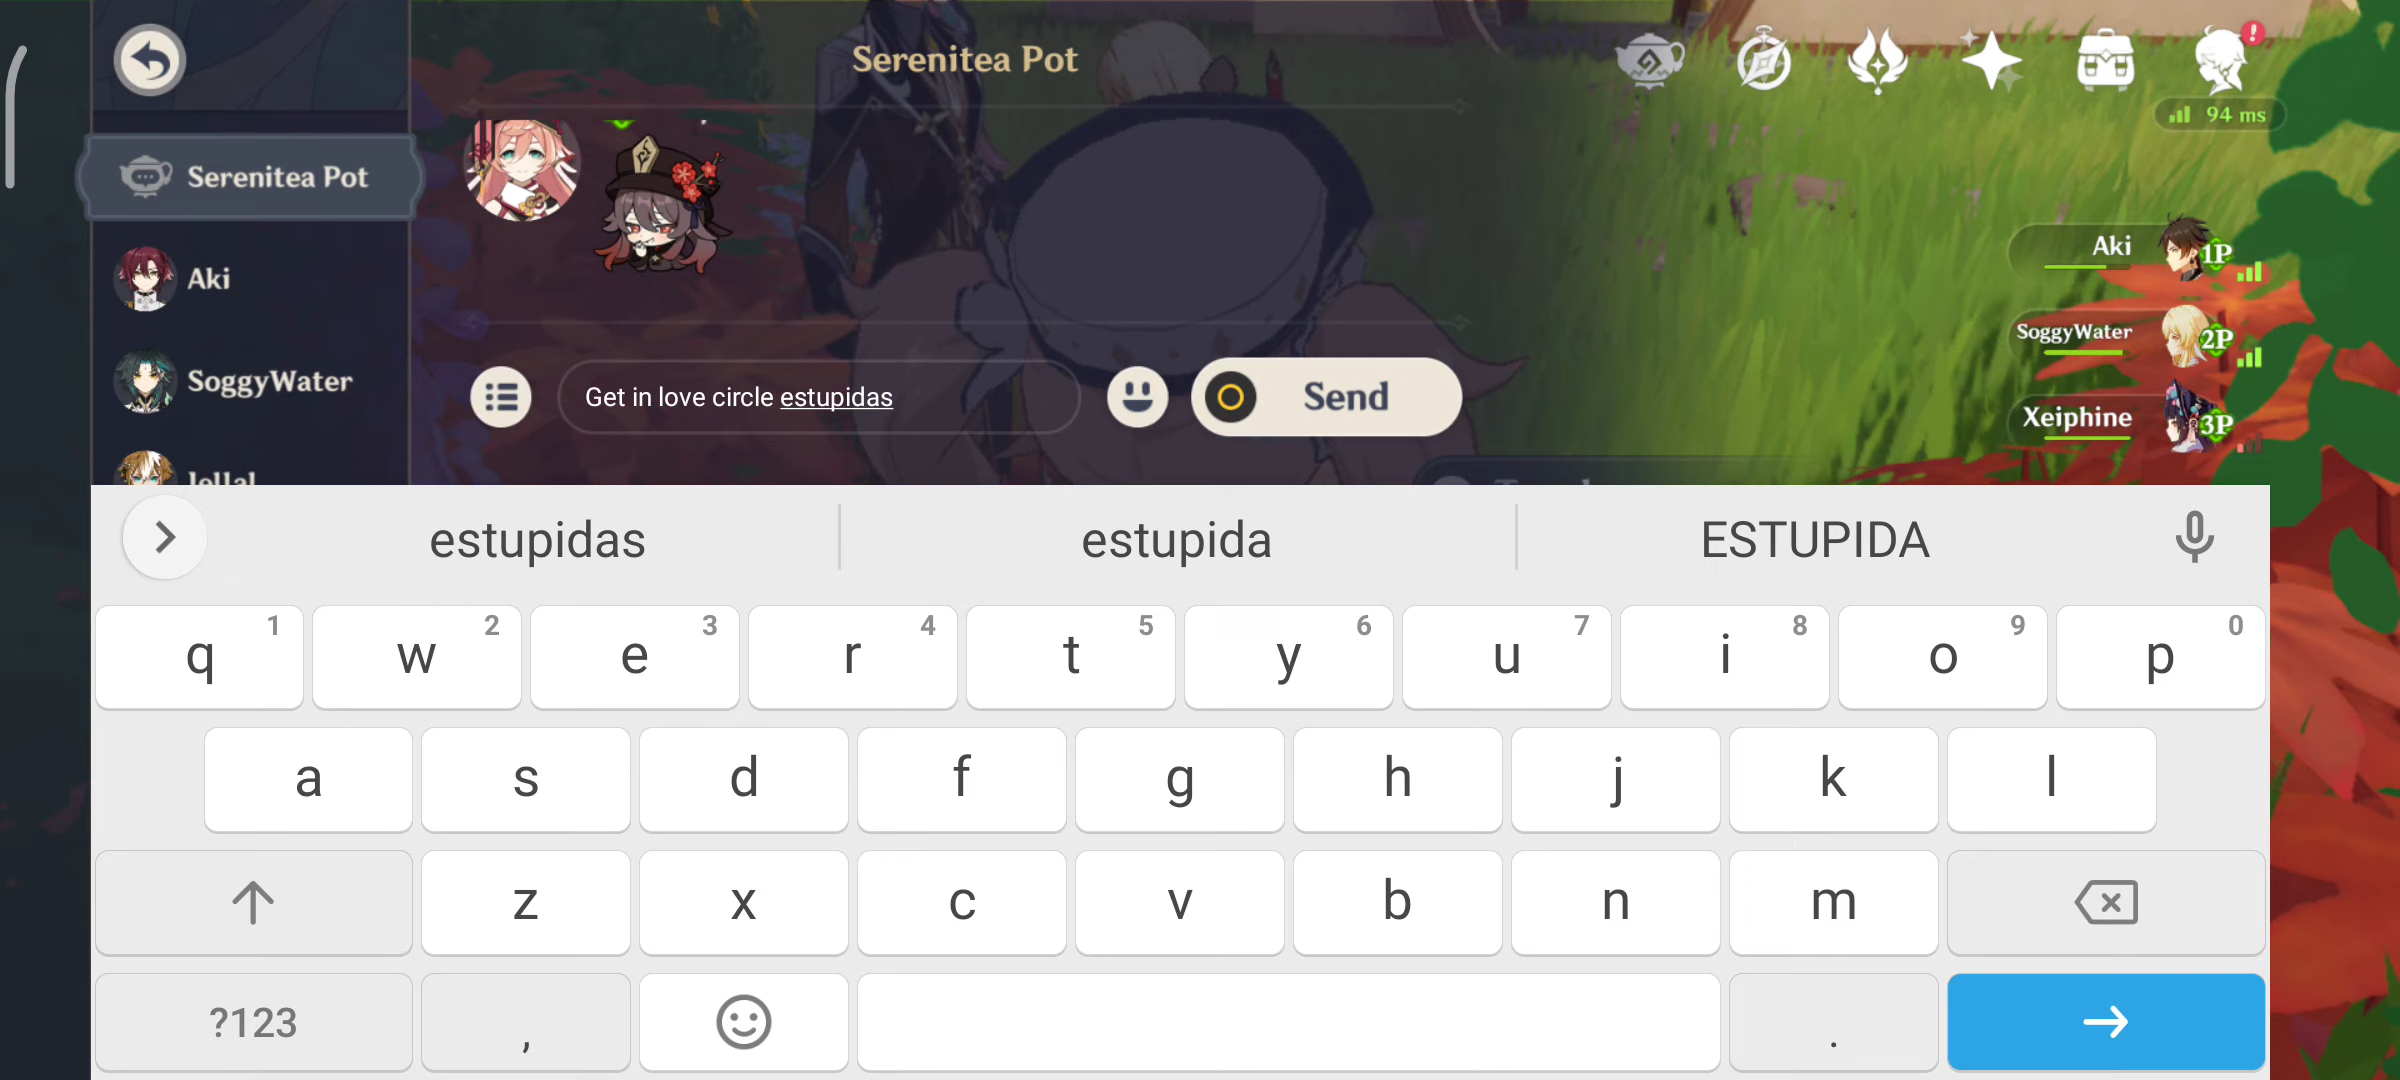 Serenitea Pot
94 ms
Serenitea Pot
Aki
SoggyWater
Aki
1P
SoggyWater
2P
Xeiphine
3P
Get in love circle estupidas
Send
estupidas
estupida
ESTUPIDA
q 1
w 2
e 3
r 4
t 5
y 6
u 7
i 8
o 9
p 0
a s d f g h j k l
z x c v b n m
?123 , .